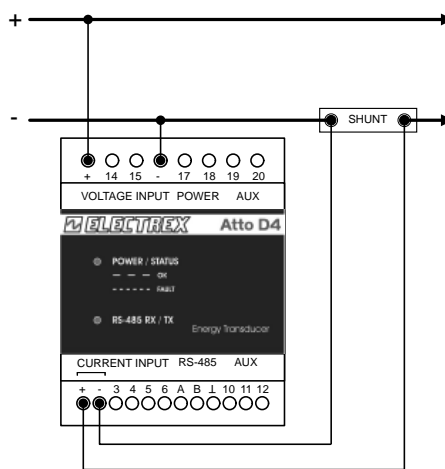 +
- SHUNT
+ 14 15 - 17 18 19 20
VOLTAGE INPUT POWER AUX
ELECTREX Atto D4
POWER / STATUS
— — — OK
- - - - - - FAULT
RS-485 RX / TX
Energy Transducer
CURRENT INPUT RS-485 AUX
+ - 3 4 5 6 A B ⊥ 10 11 12